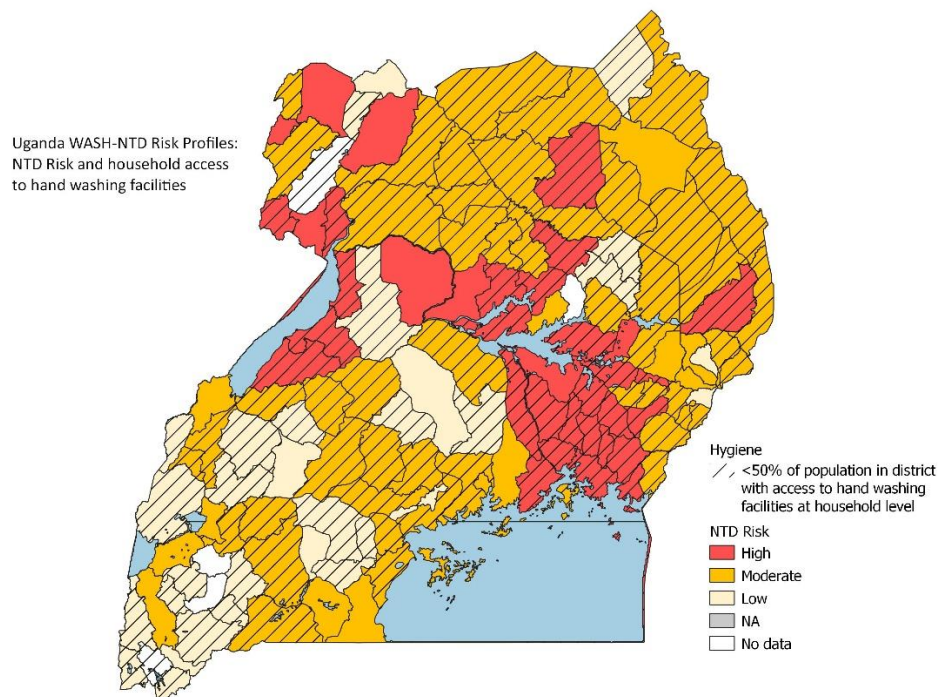 Uganda WASH-NTD Risk Profiles:
NTD Risk and household access
to hand washing facilities
Hygiene
<50% of population in district
with access to hand washing
facilities at household level
NTD Risk
High
Moderate
Low
NA
No data